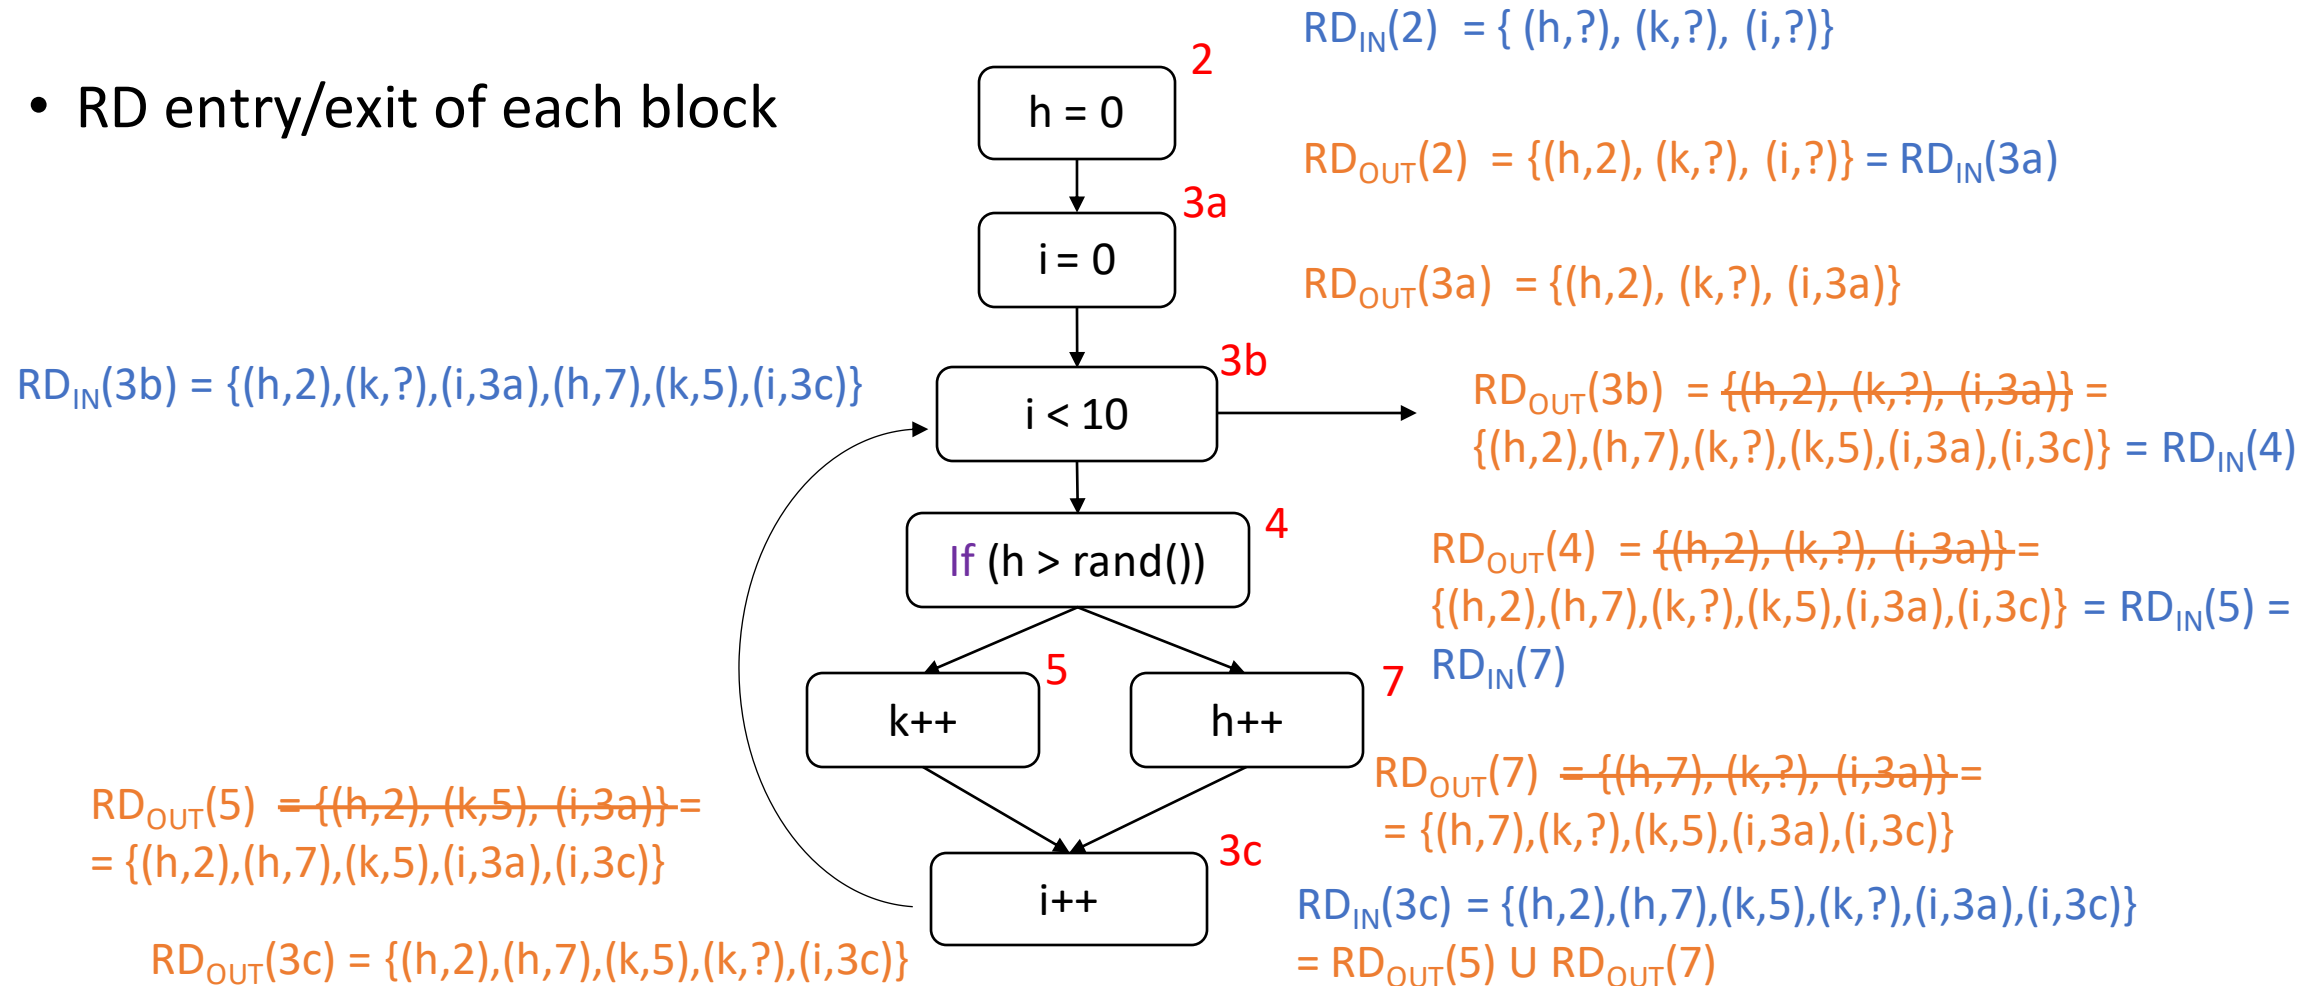 RD_IN(2) = { (h,?), (k,?), (i,?)}
• RD entry/exit of each block
2
h = 0
RD_OUT(2) = {(h,2), (k,?), (i,?)} = RD_IN(3a)
3a
i = 0
RD_OUT(3a) = {(h,2), (k,?), (i,3a)}
RD_IN(3b) = {(h,2),(k,?),(i,3a),(h,7),(k,5),(i,3c)}
3b
i < 10
RD_OUT(3b) = {(h,2), (k,?), (i,3a)} =
{(h,2),(h,7),(k,?),(k,5),(i,3a),(i,3c)} = RD_IN(4)
4
If (h > rand())
RD_OUT(4) = {(h,2), (k,?), (i,3a)} =
{(h,2),(h,7),(k,?),(k,5),(i,3a),(i,3c)} = RD_IN(5) =
RD_IN(7)
5
k++
7
h++
RD_OUT(7) = {(h,7), (k,?), (i,3a)} =
= {(h,7),(k,?),(k,5),(i,3a),(i,3c)}
RD_OUT(5) = {(h,2), (k,5), (i,3a)} =
= {(h,2),(h,7),(k,5),(i,3a),(i,3c)}
3c
i++
RD_IN(3c) = {(h,2),(h,7),(k,5),(k,?),(i,3a),(i,3c)}
= RD_OUT(5) U RD_OUT(7)
RD_OUT(3c) = {(h,2),(h,7),(k,5),(k,?),(i,3c)}